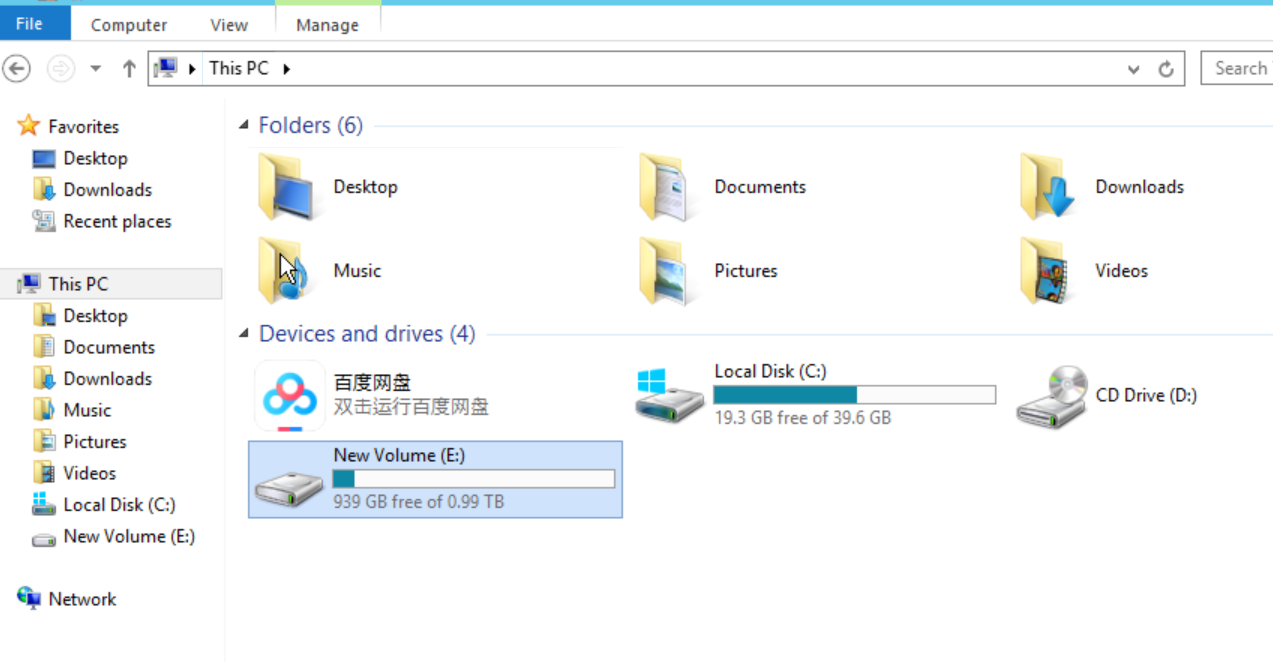 File Computer View Manage
This PC
Search
Favorites
Desktop
Downloads
Recent places
This PC
Desktop
Documents
Downloads
Music
Pictures
Videos
Local Disk (C:)
New Volume (E:)
Network
Folders (6)
Desktop
Documents
Downloads
Music
Pictures
Videos
Devices and drives (4)
百度网盘
双击运行百度网盘
Local Disk (C:)
19.3 GB free of 39.6 GB
CD Drive (D:)
New Volume (E:)
939 GB free of 0.99 TB